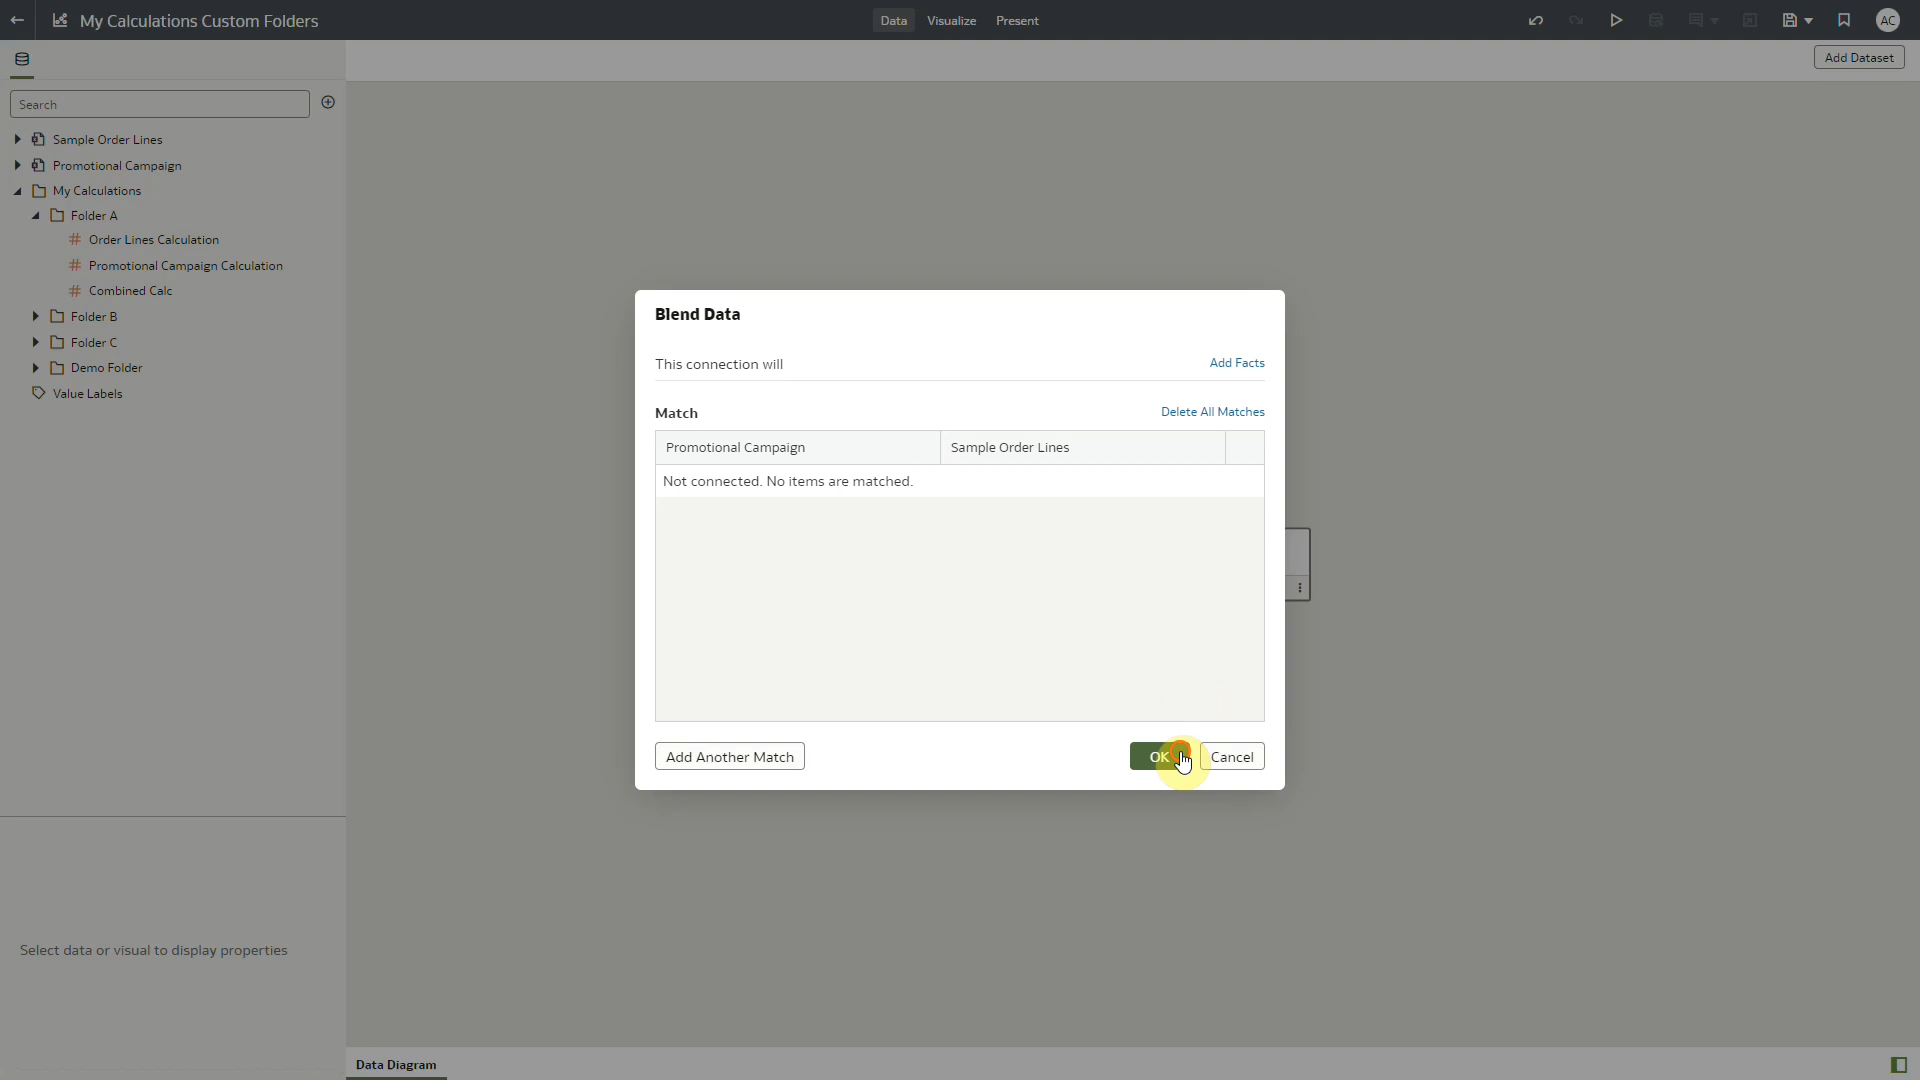 My Calculations Custom Folders
Data
Visualize
Present
AC
Add Dataset
Search
Sample Order Lines
Promotional Campaign
My Calculations
Folder A
# Order Lines Calculation
# Promotional Campaign Calculation
# Combined Calc
Folder B
Folder C
Demo Folder
Value Labels
Select data or visual to display properties
Blend Data
This connection will
Add Facts
Match
Delete All Matches
Promotional Campaign
Sample Order Lines
Not connected. No items are matched.
Add Another Match
OK
Cancel
Data Diagram